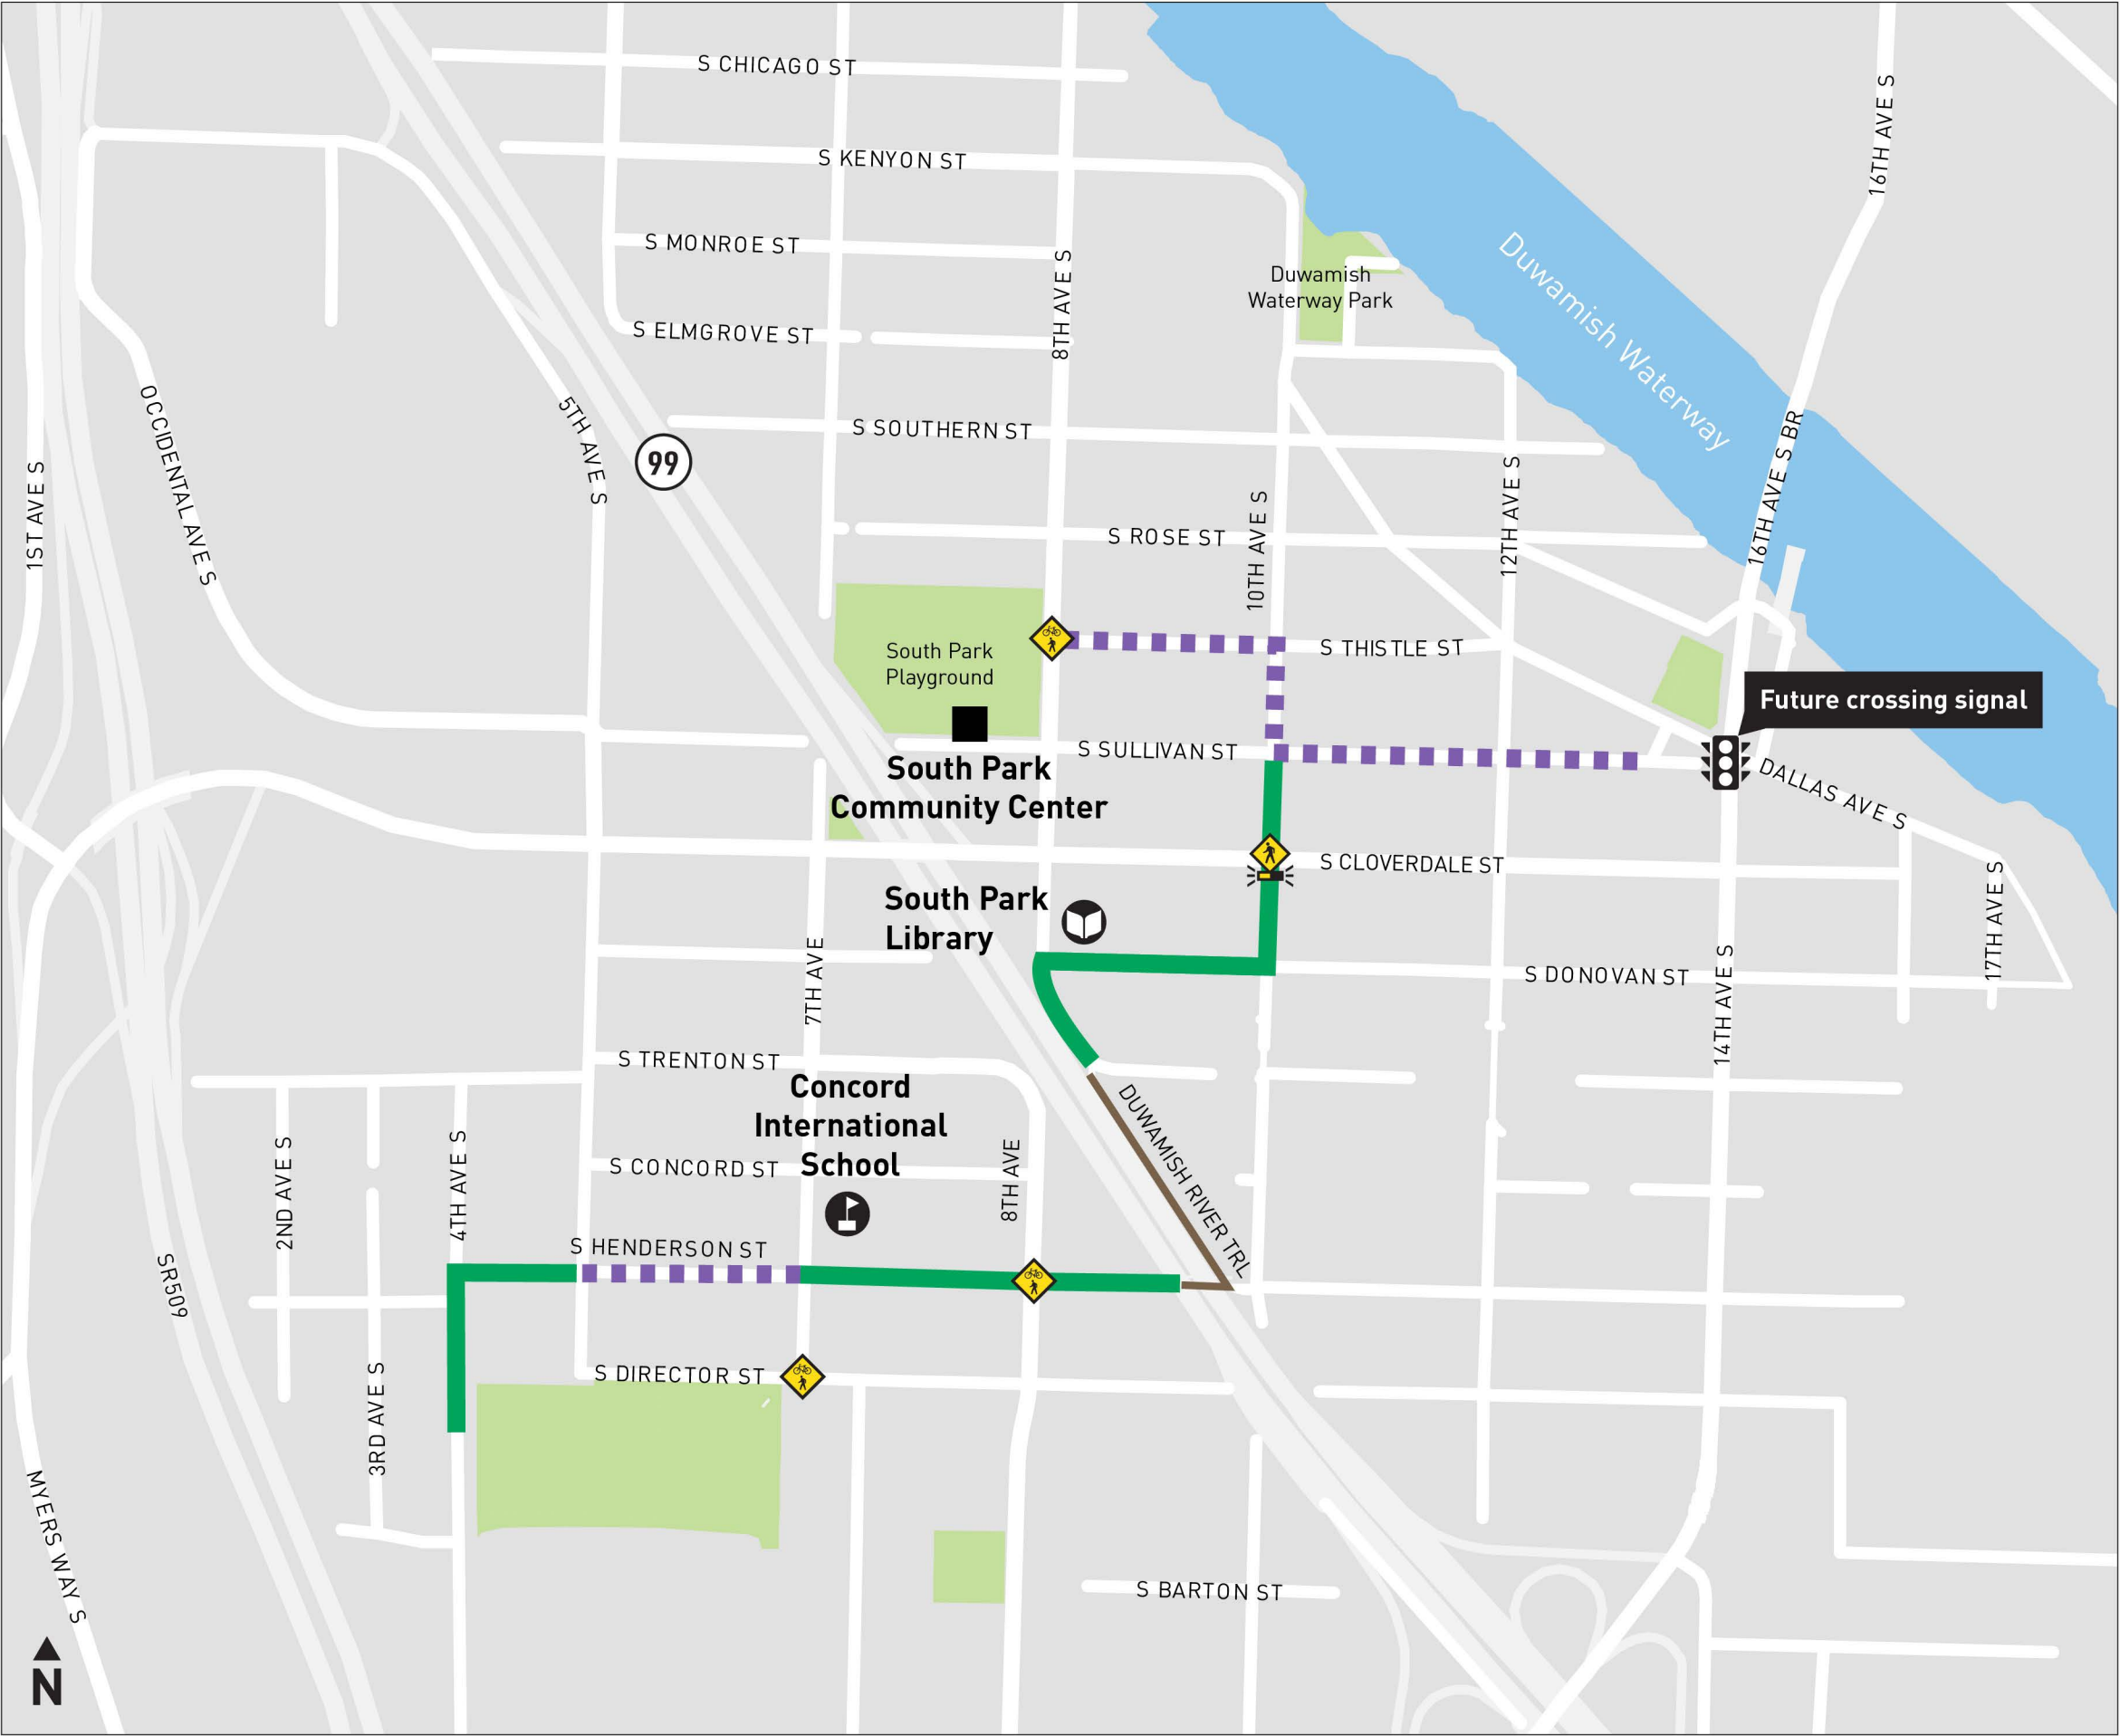 S CHICAGO ST
S KENYON ST
S MONROE ST
S ELMGROVE ST
8TH AVE S
Duwamish
Waterway Park
Duwamish Waterway
16TH AVE S
16TH AVE S BR
1ST AVE S
OCCIDENTAL AVE S
5TH AVE S
99
S SOUTHERN ST
S ROSE ST
10TH AVE S
12TH AVE S
South Park
Playground
S THISTLE ST
Future crossing signal
S SULLIVAN ST
DALLAS AVE S
South Park
Community Center
S CLOVERDALE ST
South Park
Library
7TH AVE
S DONOVAN ST
14TH AVE S
17TH AVE S
S TRENTON ST
Concord
International
School
S CONCORD ST
8TH AVE
DUWAMISH RIVER TRL
2ND AVE S
4TH AVE S
S HENDERSON ST
SR509
3RD AVE S
S DIRECTOR ST
MYERS WAY S
S BARTON ST
N